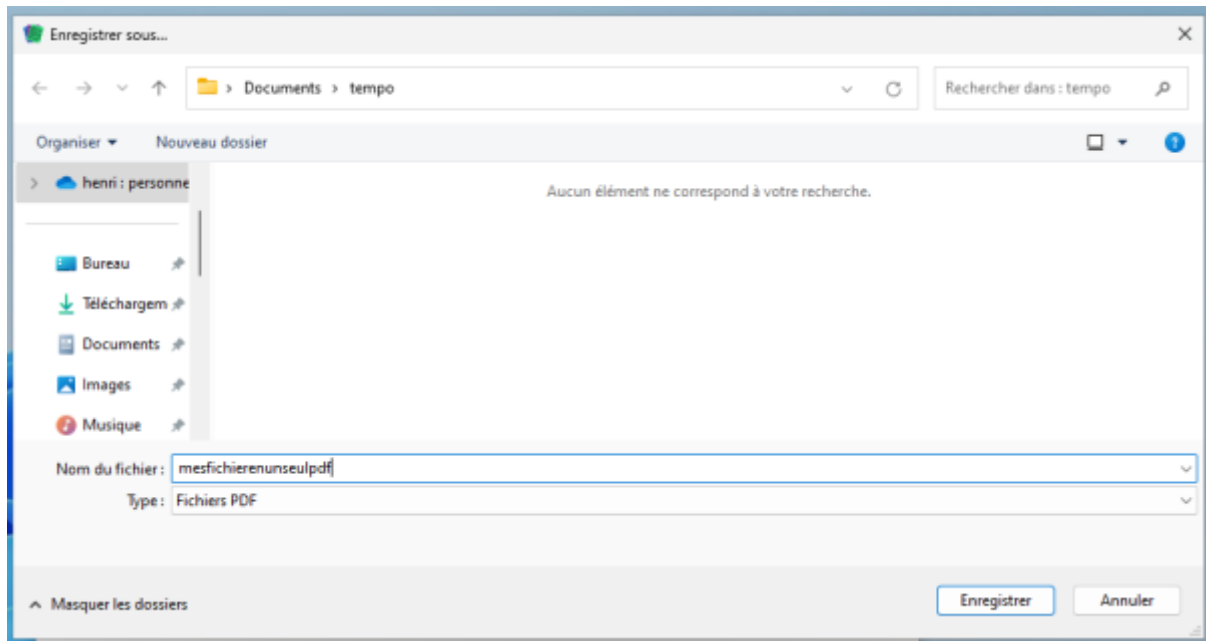 Enregistrer sous...
Documents > tempo
Rechercher dans : tempo
Organiser Nouveau dossier
henri : personne
Aucun élément ne correspond à votre recherche.
Bureau
Téléchargem
Documents
Images
Musique
Nom du fichier : mesfichierenunseulpdf
Type : Fichiers PDF
Masquer les dossiers
Enregistrer Annuler